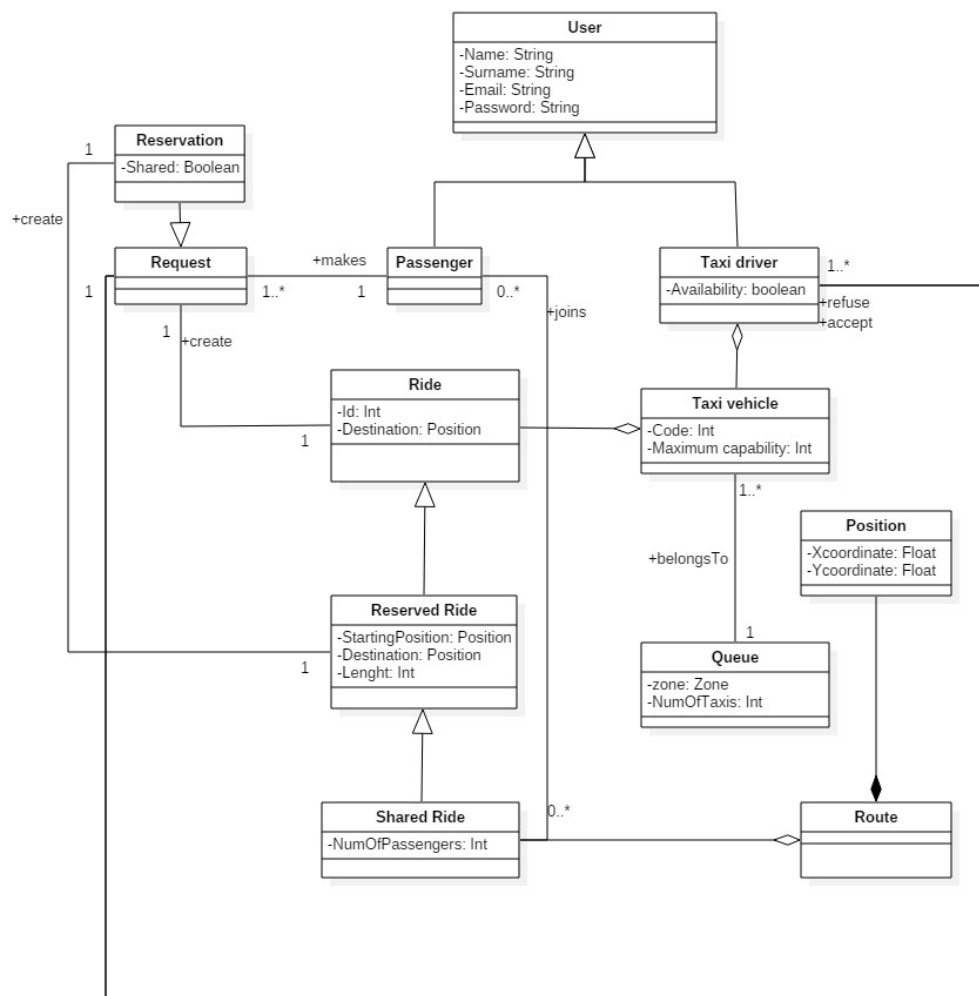 User
-Name: String
-Surname: String
-Email: String
-Password: String
Reservation
-Shared: Boolean
1
+create
Request
1
1..*
+makes
1
Passenger
0..*
+joins
Taxi driver
-Availability: boolean
1..*
+refuse
+accept
1
+create
Ride
-Id: Int
-Destination: Position
1
Taxi vehicle
-Code: Int
-Maximum capability: Int
1..*
+belongsTo
1
Position
-Xcoordinate: Float
-Ycoordinate: Float
Reserved Ride
-StartingPosition: Position
-Destination: Position
-Lenght: Int
1
Queue
-zone: Zone
-NumOfTaxis: Int
Shared Ride
-NumOfPassengers: Int
0..*
Route